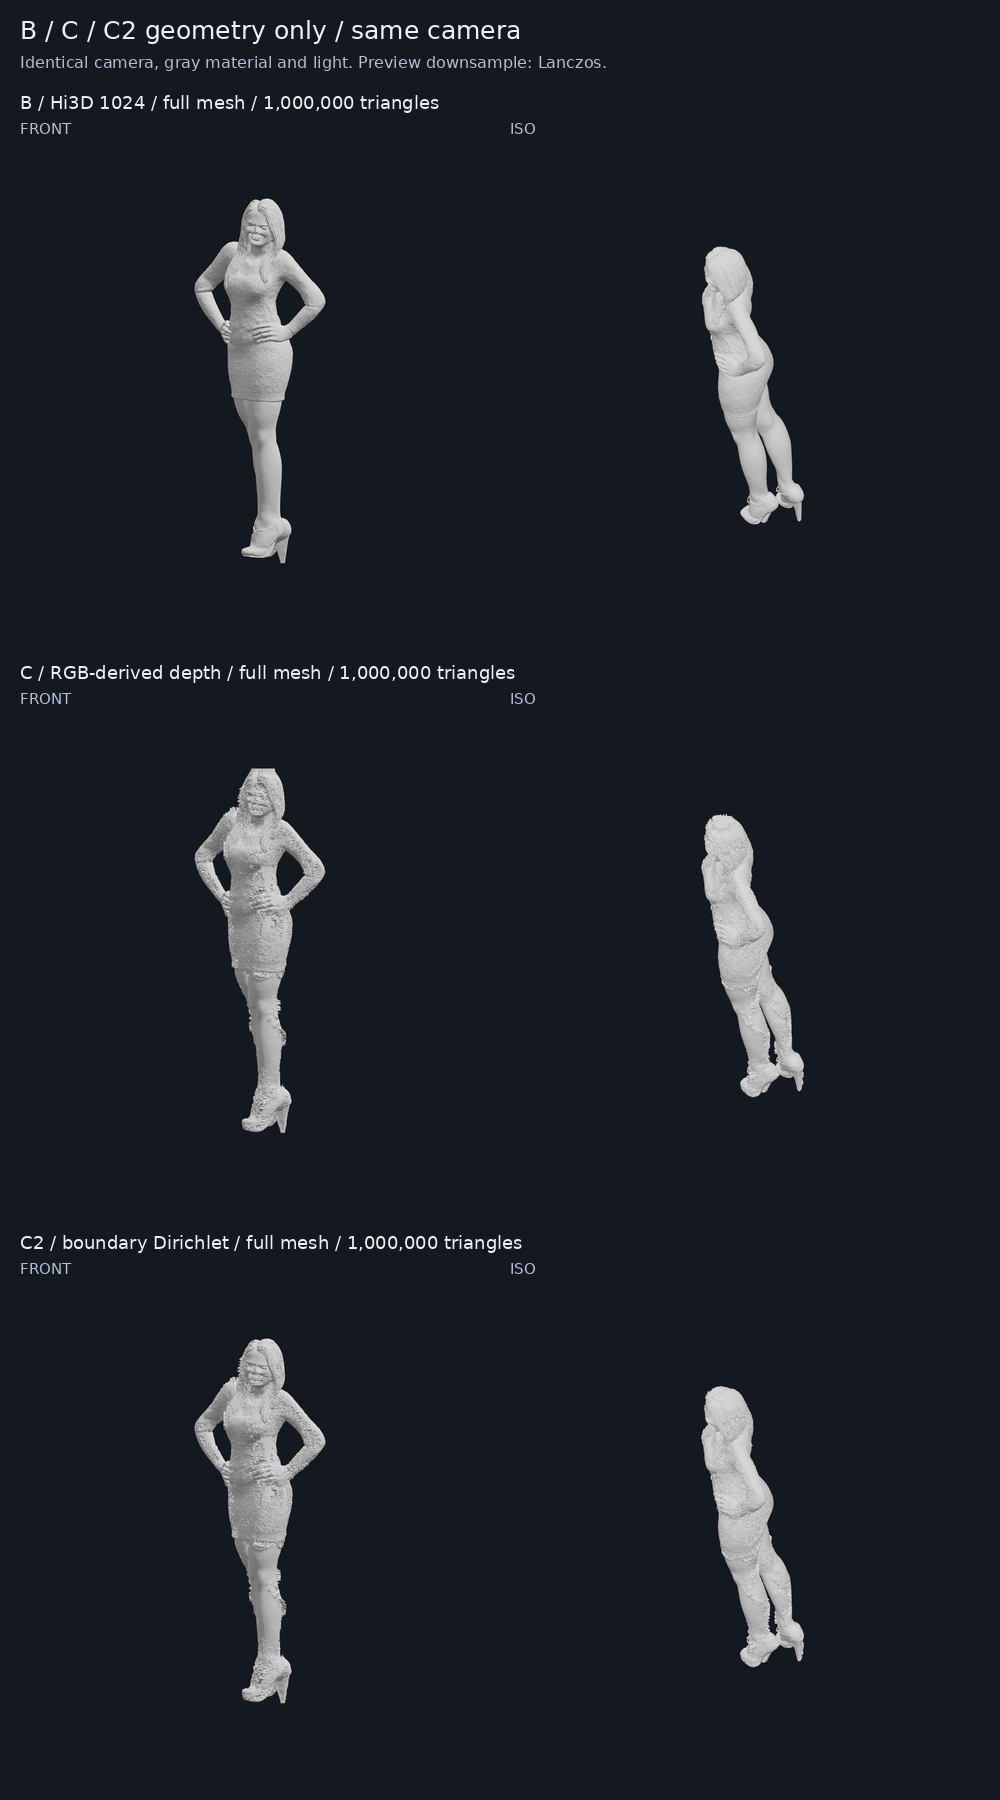 B / C / C2 geometry only / same camera
Identical camera, gray material and light. Preview downsample: Lanczos.
B / Hi3D 1024 / full mesh / 1,000,000 triangles
FRONT ISO
C / RGB-derived depth / full mesh / 1,000,000 triangles
FRONT ISO
C2 / boundary Dirichlet / full mesh / 1,000,000 triangles
FRONT ISO